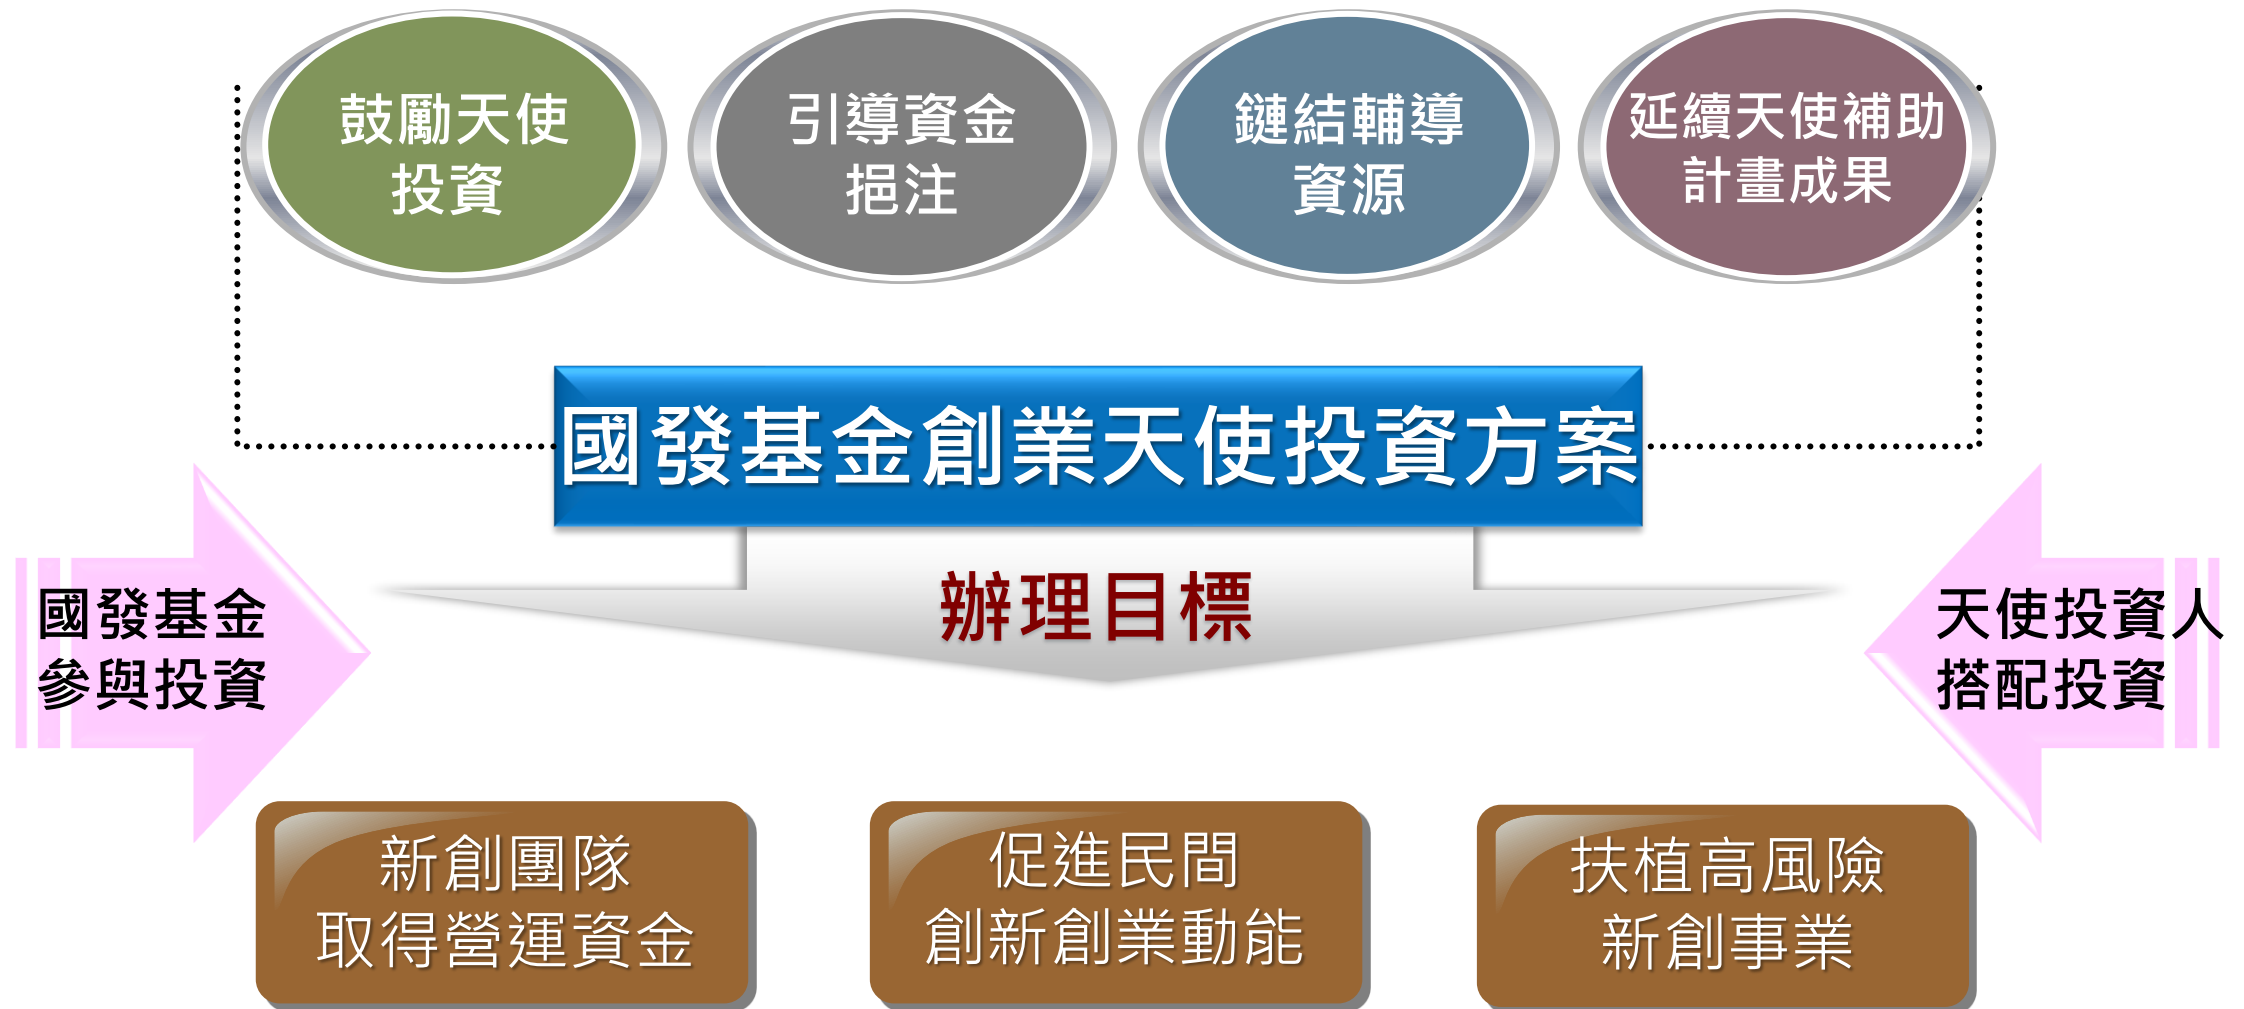 鼓勵天使
投資
引導資金
挹注
鏈結輔導
資源
延續天使補助
計畫成果
國發基金創業天使投資方案
辦理目標
國發基金
參與投資
天使投資人
搭配投資
新創團隊
取得營運資金
促進民間
創新創業動能
扶植高風險
新創事業